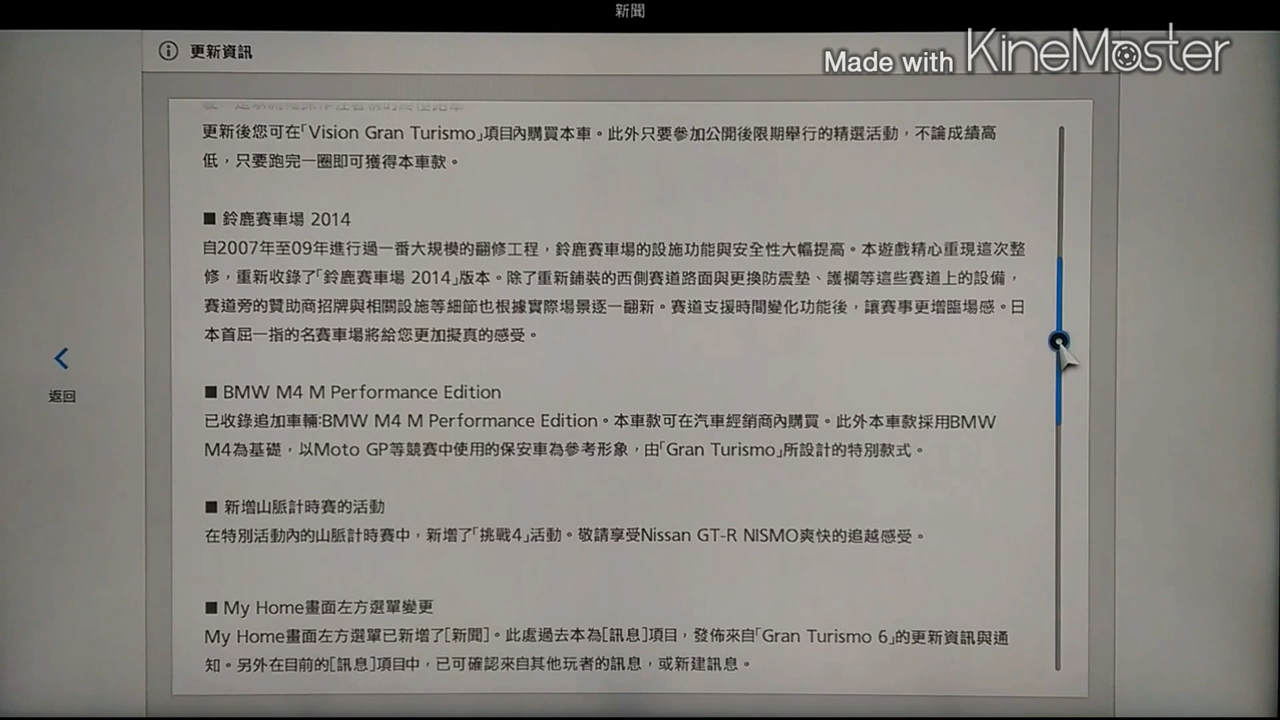 新聞
更新資訊
Made with KineMaster
更新後您可在「Vision Gran Turismo」項目內購買本車。此外只要參加公開後限期舉行的精選活動，不論成績高
低，只要跑完一圈即可獲得本車款。
■ 鈴鹿賽車場 2014
自2007年至09年進行過一番大規模的翻修工程，鈴鹿賽車場的設施功能與安全性大幅提高。本遊戲精心重現這次整
修，重新收錄了「鈴鹿賽車場 2014」版本。除了重新鋪裝的西側賽道路面與更換防震墊、護欄等這些賽道上的設備，
賽道旁的贊助商招牌與相關設施等細節也根據實際場景逐一翻新。賽道支援時間變化功能後，讓賽事更增臨場感。日
本首屈一指的名賽車場將給您更加擬真的感受。
■ BMW M4 M Performance Edition
已收錄追加車輛:BMW M4 M Performance Edition。本車款可在汽車經銷商內購買。此外本車款採用BMW
M4為基礎，以Moto GP等競賽中使用的保安車為參考形象，由「Gran Turismo」所設計的特別款式。
返回
■ 新增山脈計時賽的活動
在特別活動內的山脈計時賽中，新增了「挑戰4」活動。敬請享受Nissan GT-R NISMO爽快的追越感受。
■ My Home畫面左方選單變更
My Home畫面左方選單已新增了[新聞]。此處過去本為[訊息]項目，發佈來自「Gran Turismo 6」的更新資訊與通
知。另外在目前的[訊息]項目中，已可確認來自其他玩者的訊息，或新建訊息。